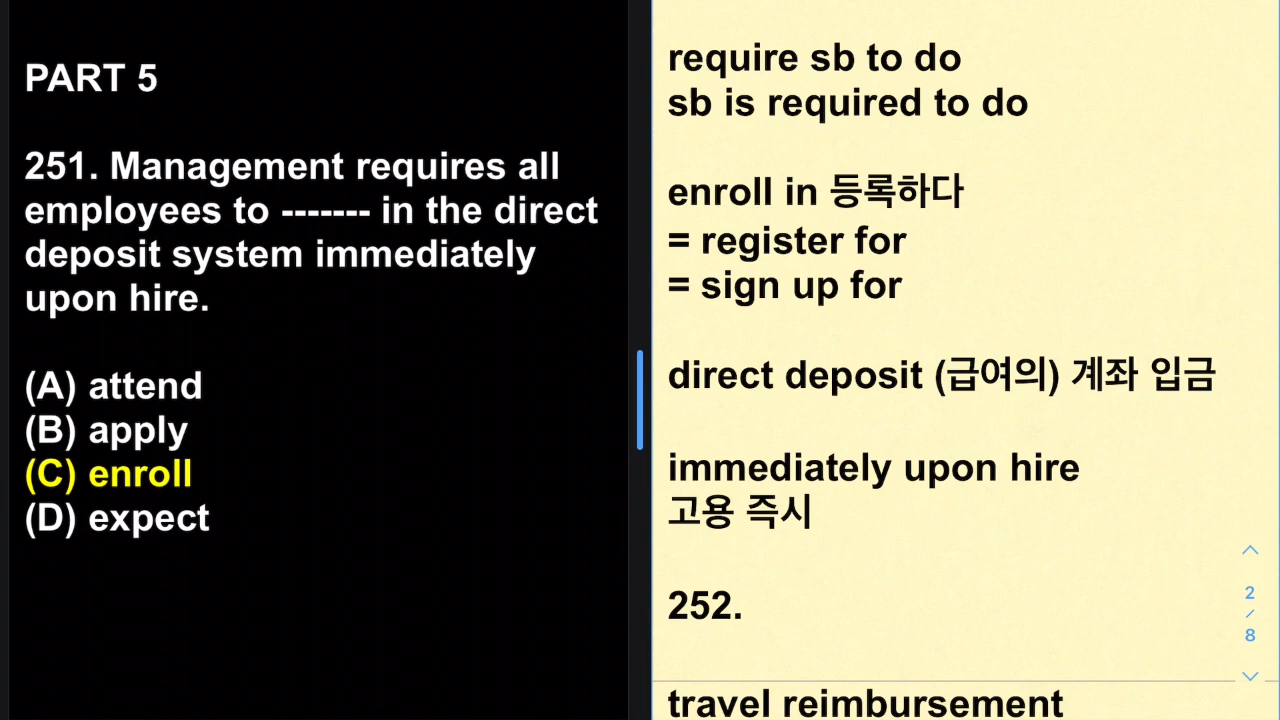 PART 5
251. Management requires all
employees to ------- in the direct
deposit system immediately
upon hire.
(A) attend
(B) apply
(C) enroll
(D) expect
require sb to do
sb is required to do
enroll in 등록하다
= register for
= sign up for
direct deposit (급여의) 계좌 입금
immediately upon hire
고용 즉시
252.
travel reimbursement
2
/
8